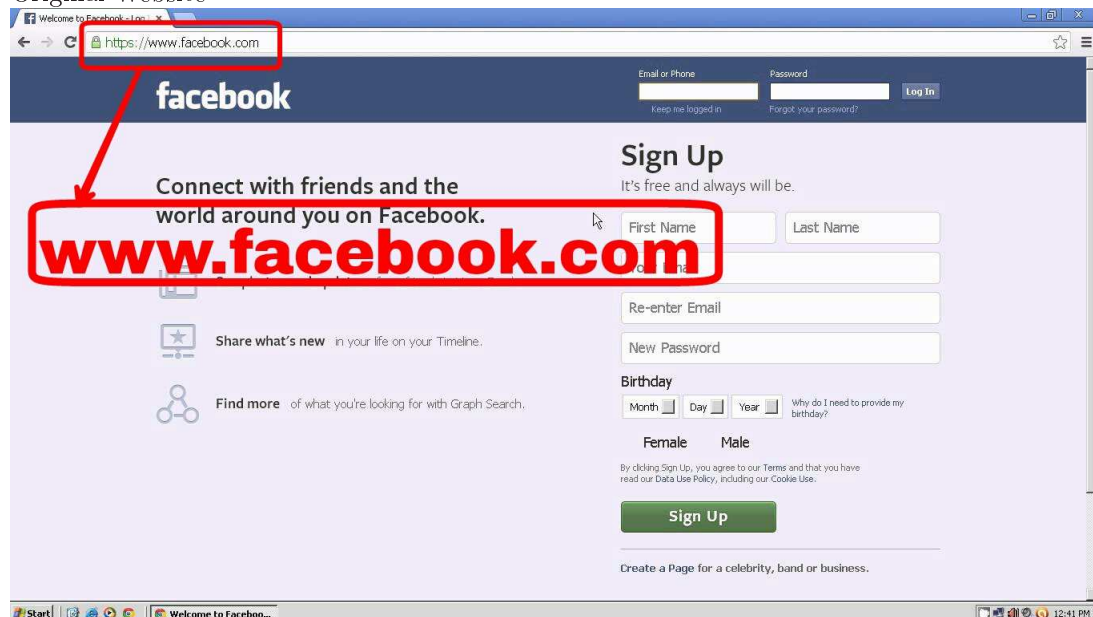 Original Website
Welcome to Facebook - Log
https://www.facebook.com
facebook
Email or Phone
Password
Log In
Keep me logged in
Forgot your password?
Connect with friends and the
world around you on Facebook.
www.facebook.com
Share what's new in your life on your Timeline.
Find more of what you're looking for with Graph Search.
Sign Up
It's free and always will be.
First Name
Last Name
Re-enter Email
New Password
Birthday
Month
Day
Year
Why do I need to provide my
birthday?
Female
Male
By clicking Sign Up, you agree to our Terms and that you have
read our Data Use Policy, including our Cookie Use.
Sign Up
Create a Page for a celebrity, band or business.
Start
Welcome to Faceboo...
12:41 PM